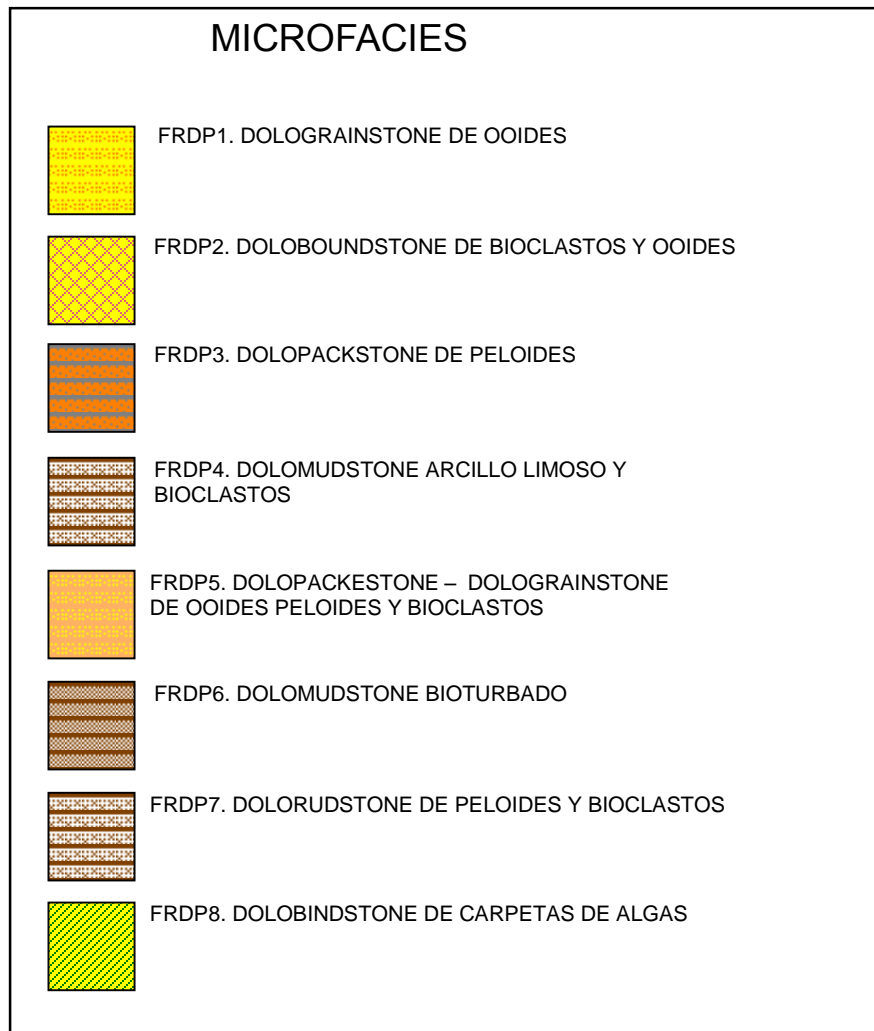 MICROFACIES
FRDP1. DOLOGRAINSTONE DE OOIDES
FRDP2. DOLOBOUNDSTONE DE BIOCLASTOS Y OOIDES
FRDP3. DOLOPACKSTONE DE PELOIDES
FRDP4. DOLOMUDSTONE ARCILLO LIMOSO Y
BIOCLASTOS
FRDP5. DOLOPACKESTONE – DOLOGRAINSTONE
DE OOIDES PELOIDES Y BIOCLASTOS
FRDP6. DOLOMUDSTONE BIOTURBADO
FRDP7. DOLORUDSTONE DE PELOIDES Y BIOCLASTOS
FRDP8. DOLOBINDSTONE DE CARPETAS DE ALGAS